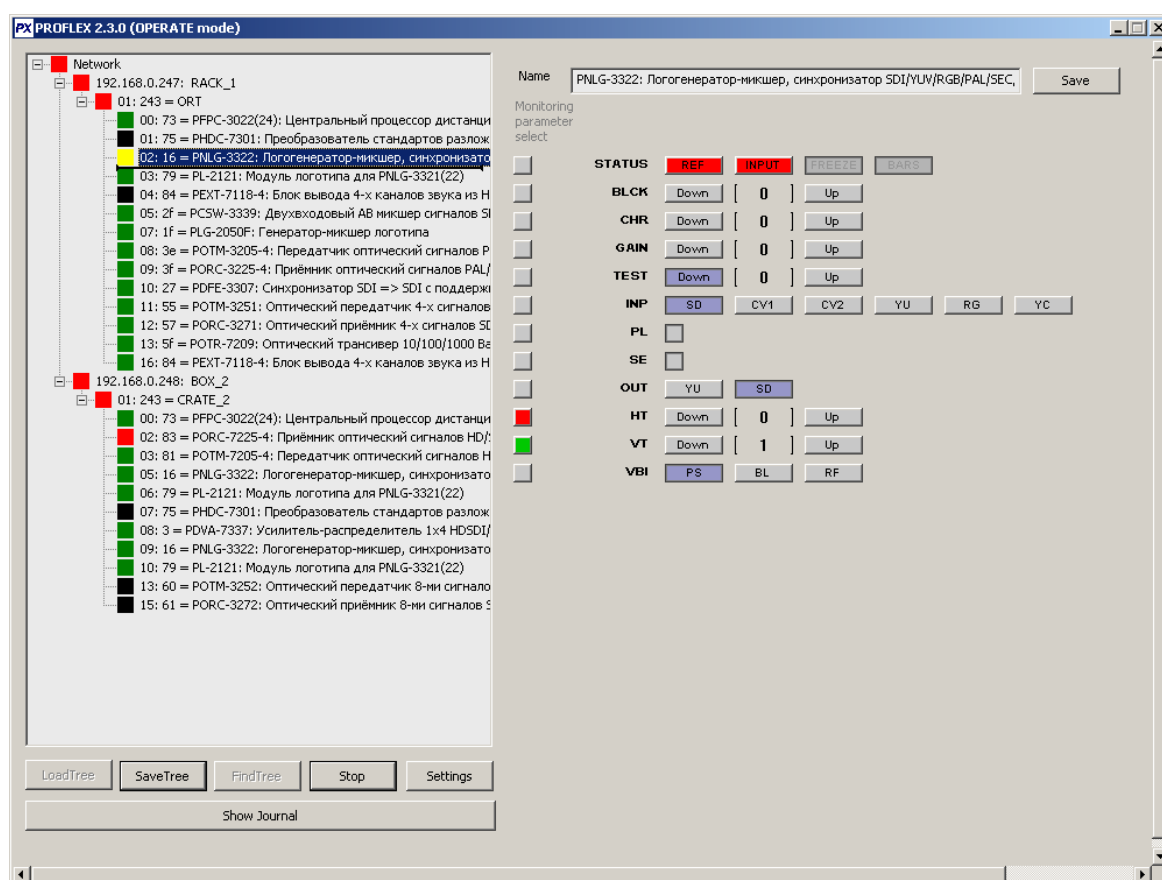 PX PROFLEX 2.3.0 (OPERATE mode)
Network
192.168.0.247: RACK_1
01: 243 = ORT
00: 73 = PFPC-3022(24): Центральный процессор дистанци
01: 75 = PHDC-7301: Преобразователь стандартов разлож
02: 16 = PNLG-3322: Логогенератор-микшер, синхронизато
03: 79 = PL-2121: Модуль логотипа для PNLG-3321(22)
04: 84 = PEXT-7118-4: Блок вывода 4-х каналов звука из H
05: 2f = PCSW-3339: Двухвходовый AB микшер сигналов SI
07: 1f = PLG-2050F: Генератор-микшер логотипа
08: 3e = POTM-3205-4: Передатчик оптический сигналов P
09: 3f = PORC-3225-4: Приёмник оптический сигналов PAL/
10: 27 = PDFE-3307: Синхронизатор SDI => SDI с поддержк
11: 55 = POTM-3251: Оптический передатчик 4-х сигналов
12: 57 = PORC-3271: Оптический приёмник 4-х сигналов SD
13: 5f = POTR-7209: Оптический трансивер 10/100/1000 Ba
16: 84 = PEXT-7118-4: Блок вывода 4-х каналов звука из H
192.168.0.248: BOX_2
01: 243 = CRATE_2
00: 73 = PFPC-3022(24): Центральный процессор дистанци
02: 83 = PORC-7225-4: Приёмник оптический сигналов HD/
03: 81 = POTM-7205-4: Передатчик оптический сигналов H
05: 16 = PNLG-3322: Логогенератор-микшер, синхронизато
06: 79 = PL-2121: Модуль логотипа для PNLG-3321(22)
07: 75 = PHDC-7301: Преобразователь стандартов разлож
08: 3 = PDVA-7337: Усилитель-распределитель 1x4 HDSDI/
09: 16 = PNLG-3322: Логогенератор-микшер, синхронизато
10: 79 = PL-2121: Модуль логотипа для PNLG-3321(22)
13: 60 = POTM-3252: Оптический передатчик 8-ми сигнало
15: 61 = PORC-3272: Оптический приёмник 8-ми сигналов S
LoadTree SaveTree FindTree Stop Settings
Show Journal
Name PNLG-3322: Логогенератор-микшер, синхронизатор SDI/YUV/RGB/PAL/SEC, Save
Monitoring
parameter
select
STATUS REF INPUT FREEZE BARS
BLCK Down [ 0 ] Up
CHR Down [ 0 ] Up
GAIN Down [ 0 ] Up
TEST Down [ 0 ] Up
INP SD CV1 CV2 YU RG YC
PL
SE
OUT YU SD
HT Down [ 0 ] Up
VT Down [ 1 ] Up
VBI PS BL RF